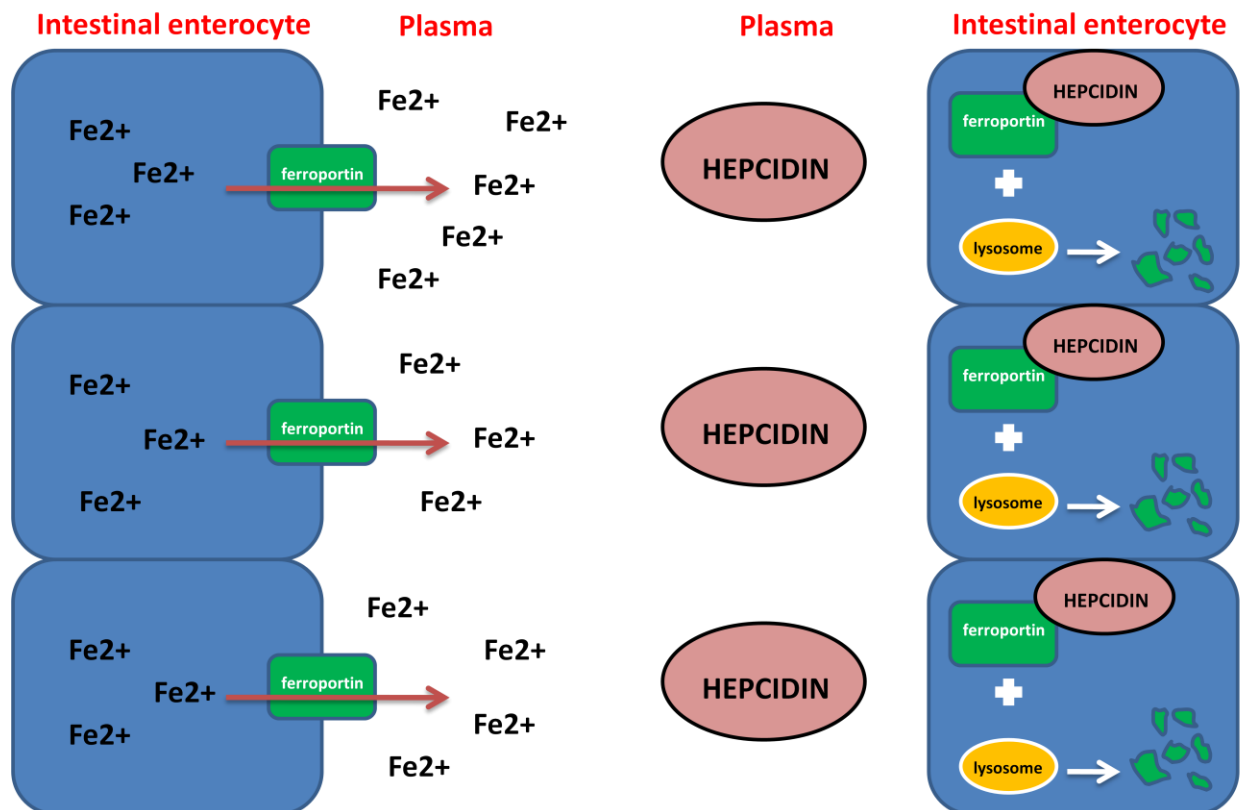 Intestinal enterocyte
Plasma
Plasma
Intestinal enterocyte
Fe2+
Fe2+
Fe2+
ferroportin
Fe2+
Fe2+
Fe2+
Fe2+
Fe2+
HEPCIDIN
HEPCIDIN
ferroportin
lysosome
Fe2+
Fe2+
Fe2+
ferroportin
Fe2+
Fe2+
Fe2+
HEPCIDIN
HEPCIDIN
ferroportin
lysosome
Fe2+
Fe2+
Fe2+
ferroportin
Fe2+
Fe2+
Fe2+
Fe2+
HEPCIDIN
HEPCIDIN
ferroportin
lysosome